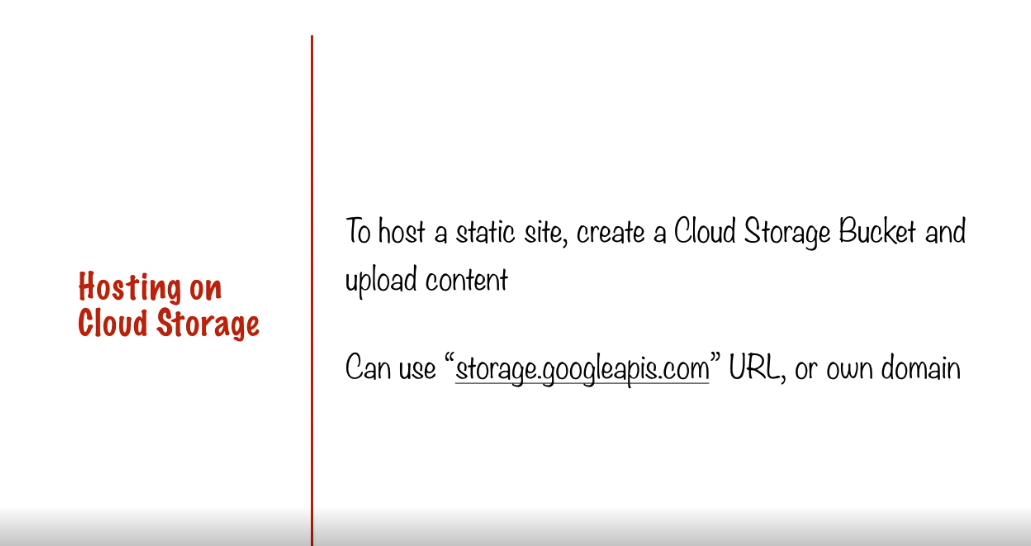 Hosting on
Cloud Storage
To host a static site, create a Cloud Storage Bucket and
upload content
Can use “storage.googleapis.com” URL, or own domain